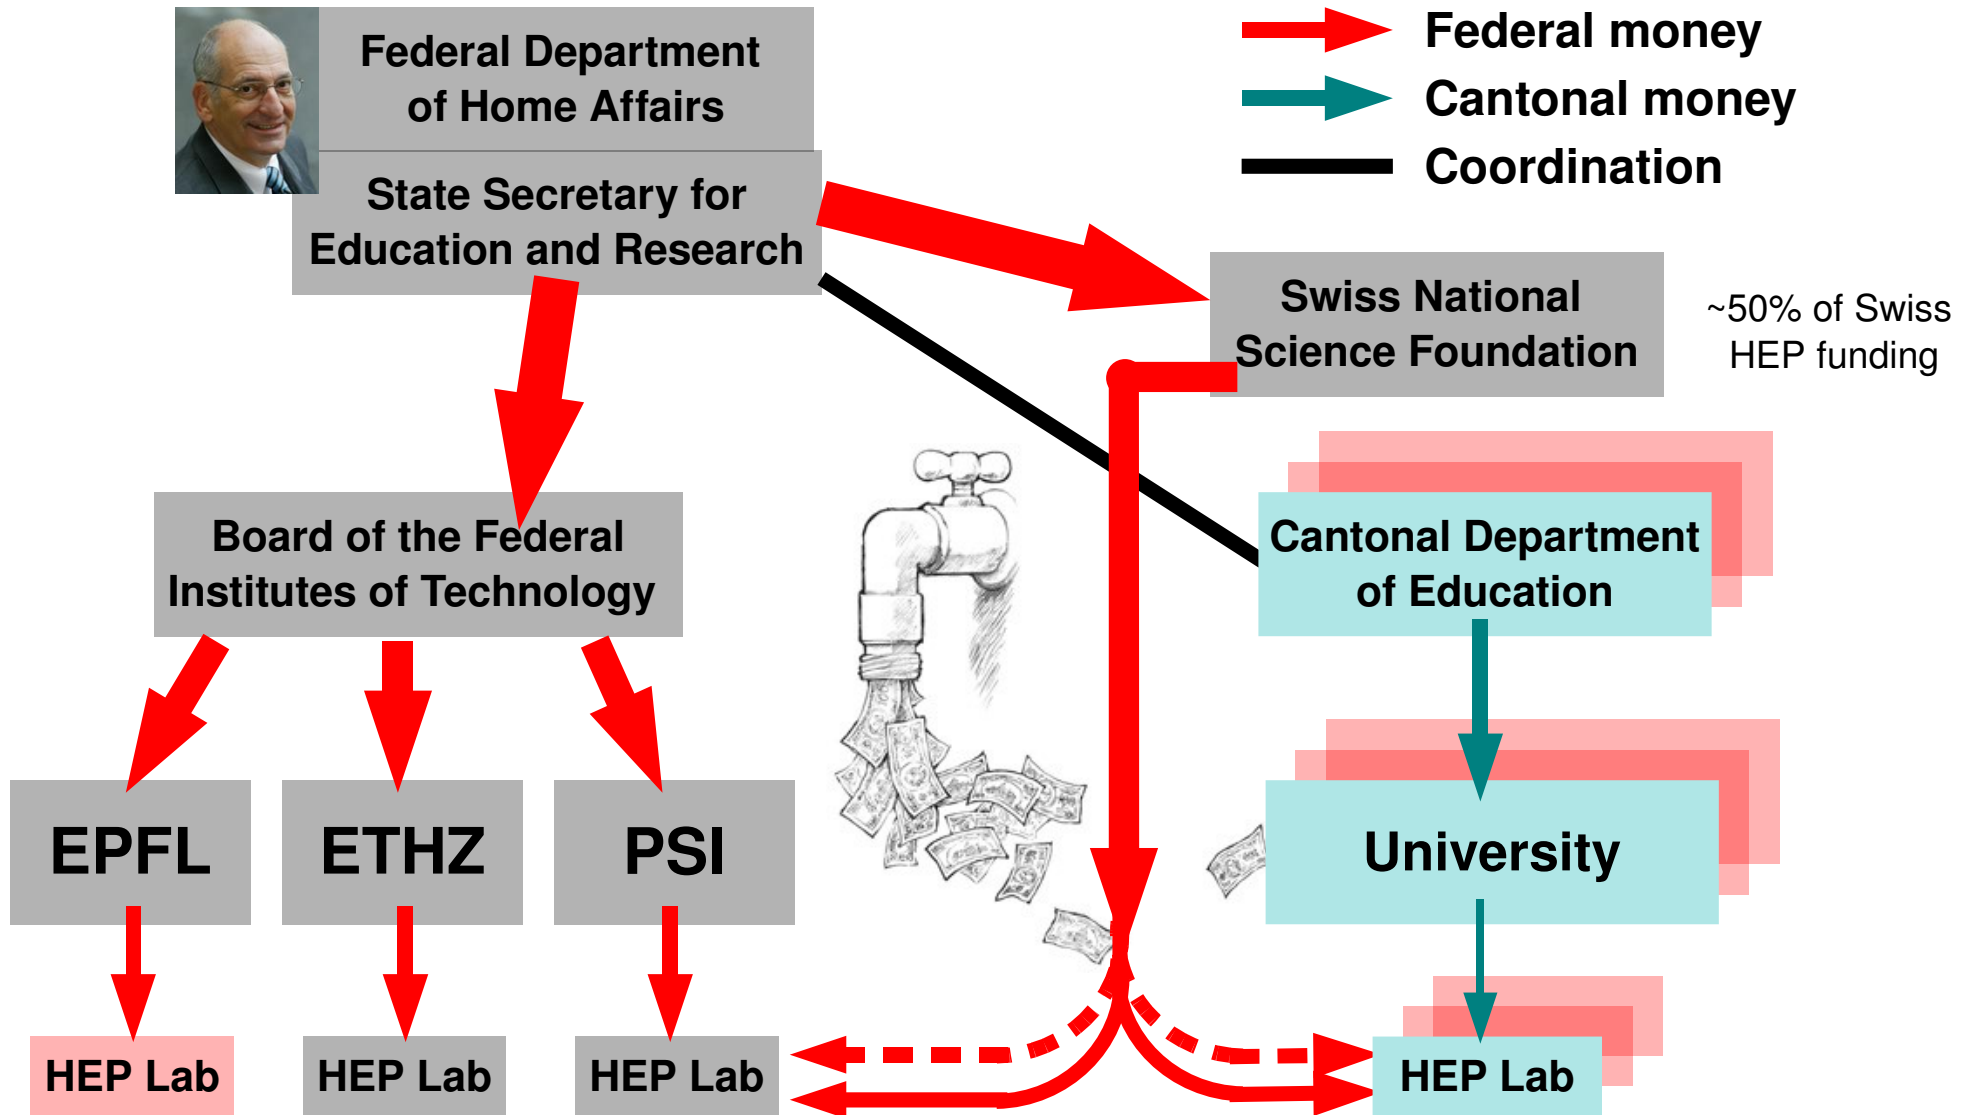 Federal Department
of Home Affairs
State Secretary for
Education and Research
Federal money
Cantonal money
Coordination
Swiss National
Science Foundation
~50% of Swiss
HEP funding
Board of the Federal
Institutes of Technology
Cantonal Department
of Education
EPFL
ETHZ
PSI
University
HEP Lab
HEP Lab
HEP Lab
HEP Lab